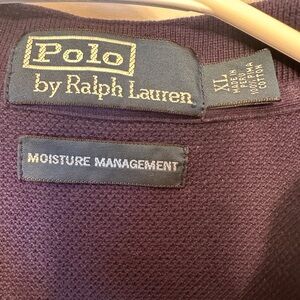 Polo
by Ralph Lauren
XL
MADE IN
PERU
100% PIMA
COTTON
MOISTURE MANAGEMENT